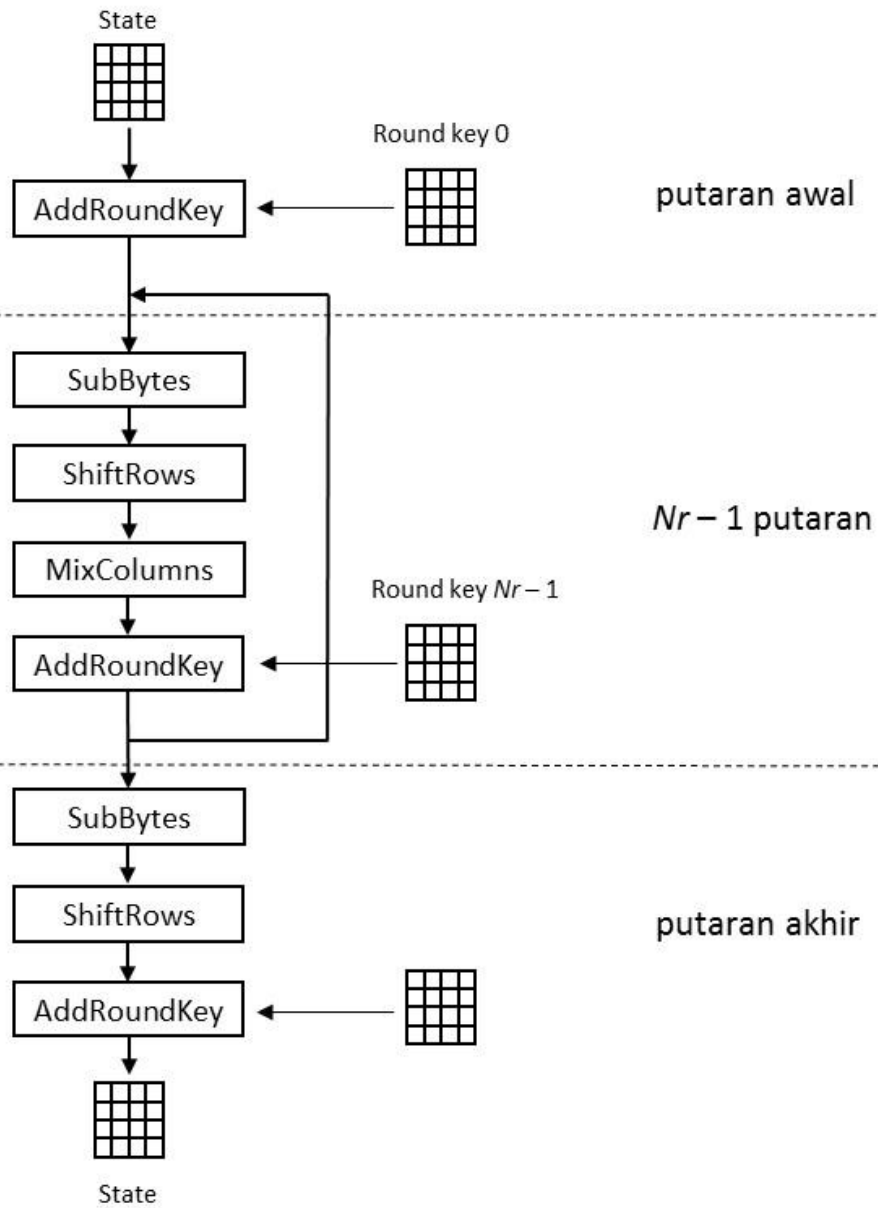 State
Round key 0
AddRoundKey
putaran awal
SubBytes
ShiftRows
Nr – 1 putaran
MixColumns
Round key Nr – 1
AddRoundKey
SubBytes
ShiftRows
putaran akhir
AddRoundKey
State